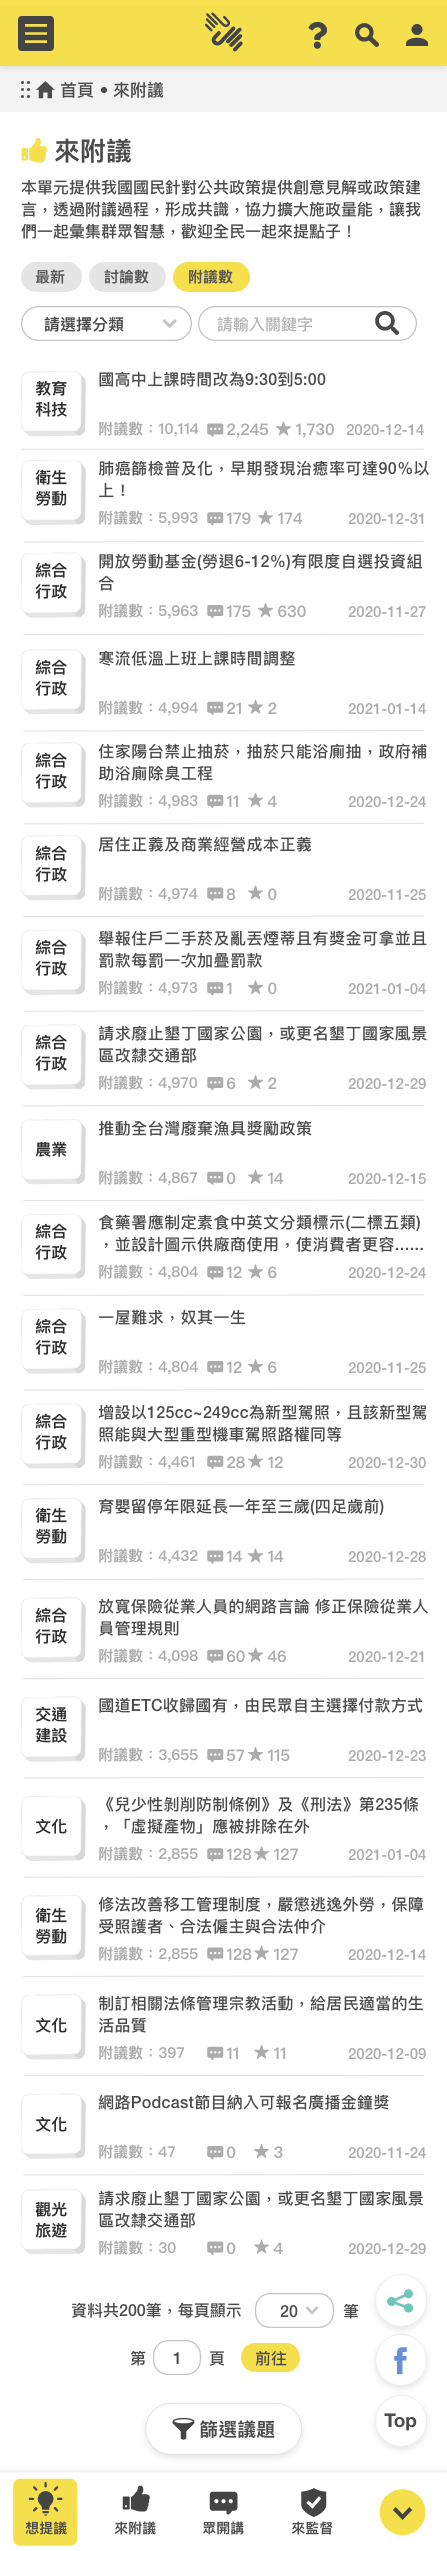 首頁 • 來附議
來附議
本單元提供我國國民針對公共政策提供創意見解或政策建
言，透過附議過程，形成共識，協力擴大施政量能，讓我
們一起彙集群眾智慧，歡迎全民一起來提點子！
最新 討論數 附議數
請選擇分類 請輸入關鍵字
教育
科技
國高中上課時間改為9:30到5:00
附議數：10,114 2,245 1,730 2020-12-14
衛生
勞動
肺癌篩檢普及化，早期發現治癒率可達90%以
上！
附議數：5,993 179 174 2020-12-31
綜合
行政
開放勞動基金(勞退6-12%)有限度自選投資組
合
附議數：5,963 175 630 2020-11-27
綜合
行政
寒流低溫上班上課時間調整
附議數：4,994 21 2 2021-01-14
綜合
行政
住家陽台禁止抽菸，抽菸只能浴廁抽，政府補
助浴廁除臭工程
附議數：4,983 11 4 2020-12-24
綜合
行政
居住正義及商業經營成本正義
附議數：4,974 8 0 2020-11-25
綜合
行政
舉報住戶二手菸及亂丟煙蒂且有獎金可拿並且
罰款每罰一次加疊罰款
附議數：4,973 1 0 2021-01-04
綜合
行政
請求廢止墾丁國家公園，或更名墾丁國家風景
區改隸交通部
附議數：4,970 6 2 2020-12-29
農業
推動全台灣廢棄漁具獎勵政策
附議數：4,867 0 14 2020-12-15
綜合
行政
食藥署應制定素食中英文分類標示(二標五類)
，並設計圖示供廠商使用，使消費者更容......
附議數：4,804 12 6 2020-12-24
綜合
行政
一屋難求，奴其一生
附議數：4,804 12 6 2020-11-25
綜合
行政
增設以125cc~249cc為新型駕照，且該新型駕
照能與大型重型機車駕照路權同等
附議數：4,461 28 12 2020-12-30
衛生
勞動
育嬰留停年限延長一年至三歲(四足歲前)
附議數：4,432 14 14 2020-12-28
綜合
行政
放寬保險從業人員的網路言論 修正保險從業人
員管理規則
附議數：4,098 60 46 2020-12-21
交通
建設
國道ETC收歸國有，由民眾自主選擇付款方式
附議數：3,655 57 115 2020-12-23
文化
《兒少性剝削防制條例》及《刑法》第235條
，「虛擬產物」應被排除在外
附議數：2,855 128 127 2021-01-04
衛生
勞動
修法改善移工管理制度，嚴懲逃逸外勞，保障
受照護者、合法僱主與合法仲介
附議數：2,855 128 127 2020-12-14
文化
制訂相關法條管理宗教活動，給居民適當的生
活品質
附議數：397 11 11 2020-12-09
文化
網路Podcast節目納入可報名廣播金鐘獎
附議數：47 0 3 2020-11-24
觀光
旅遊
請求廢止墾丁國家公園，或更名墾丁國家風景
區改隸交通部
附議數：30 0 4 2020-12-29
資料共200筆，每頁顯示 20 筆
第 1 頁 前往
Top
篩選議題
想提議 來附議 眾開講 來監督